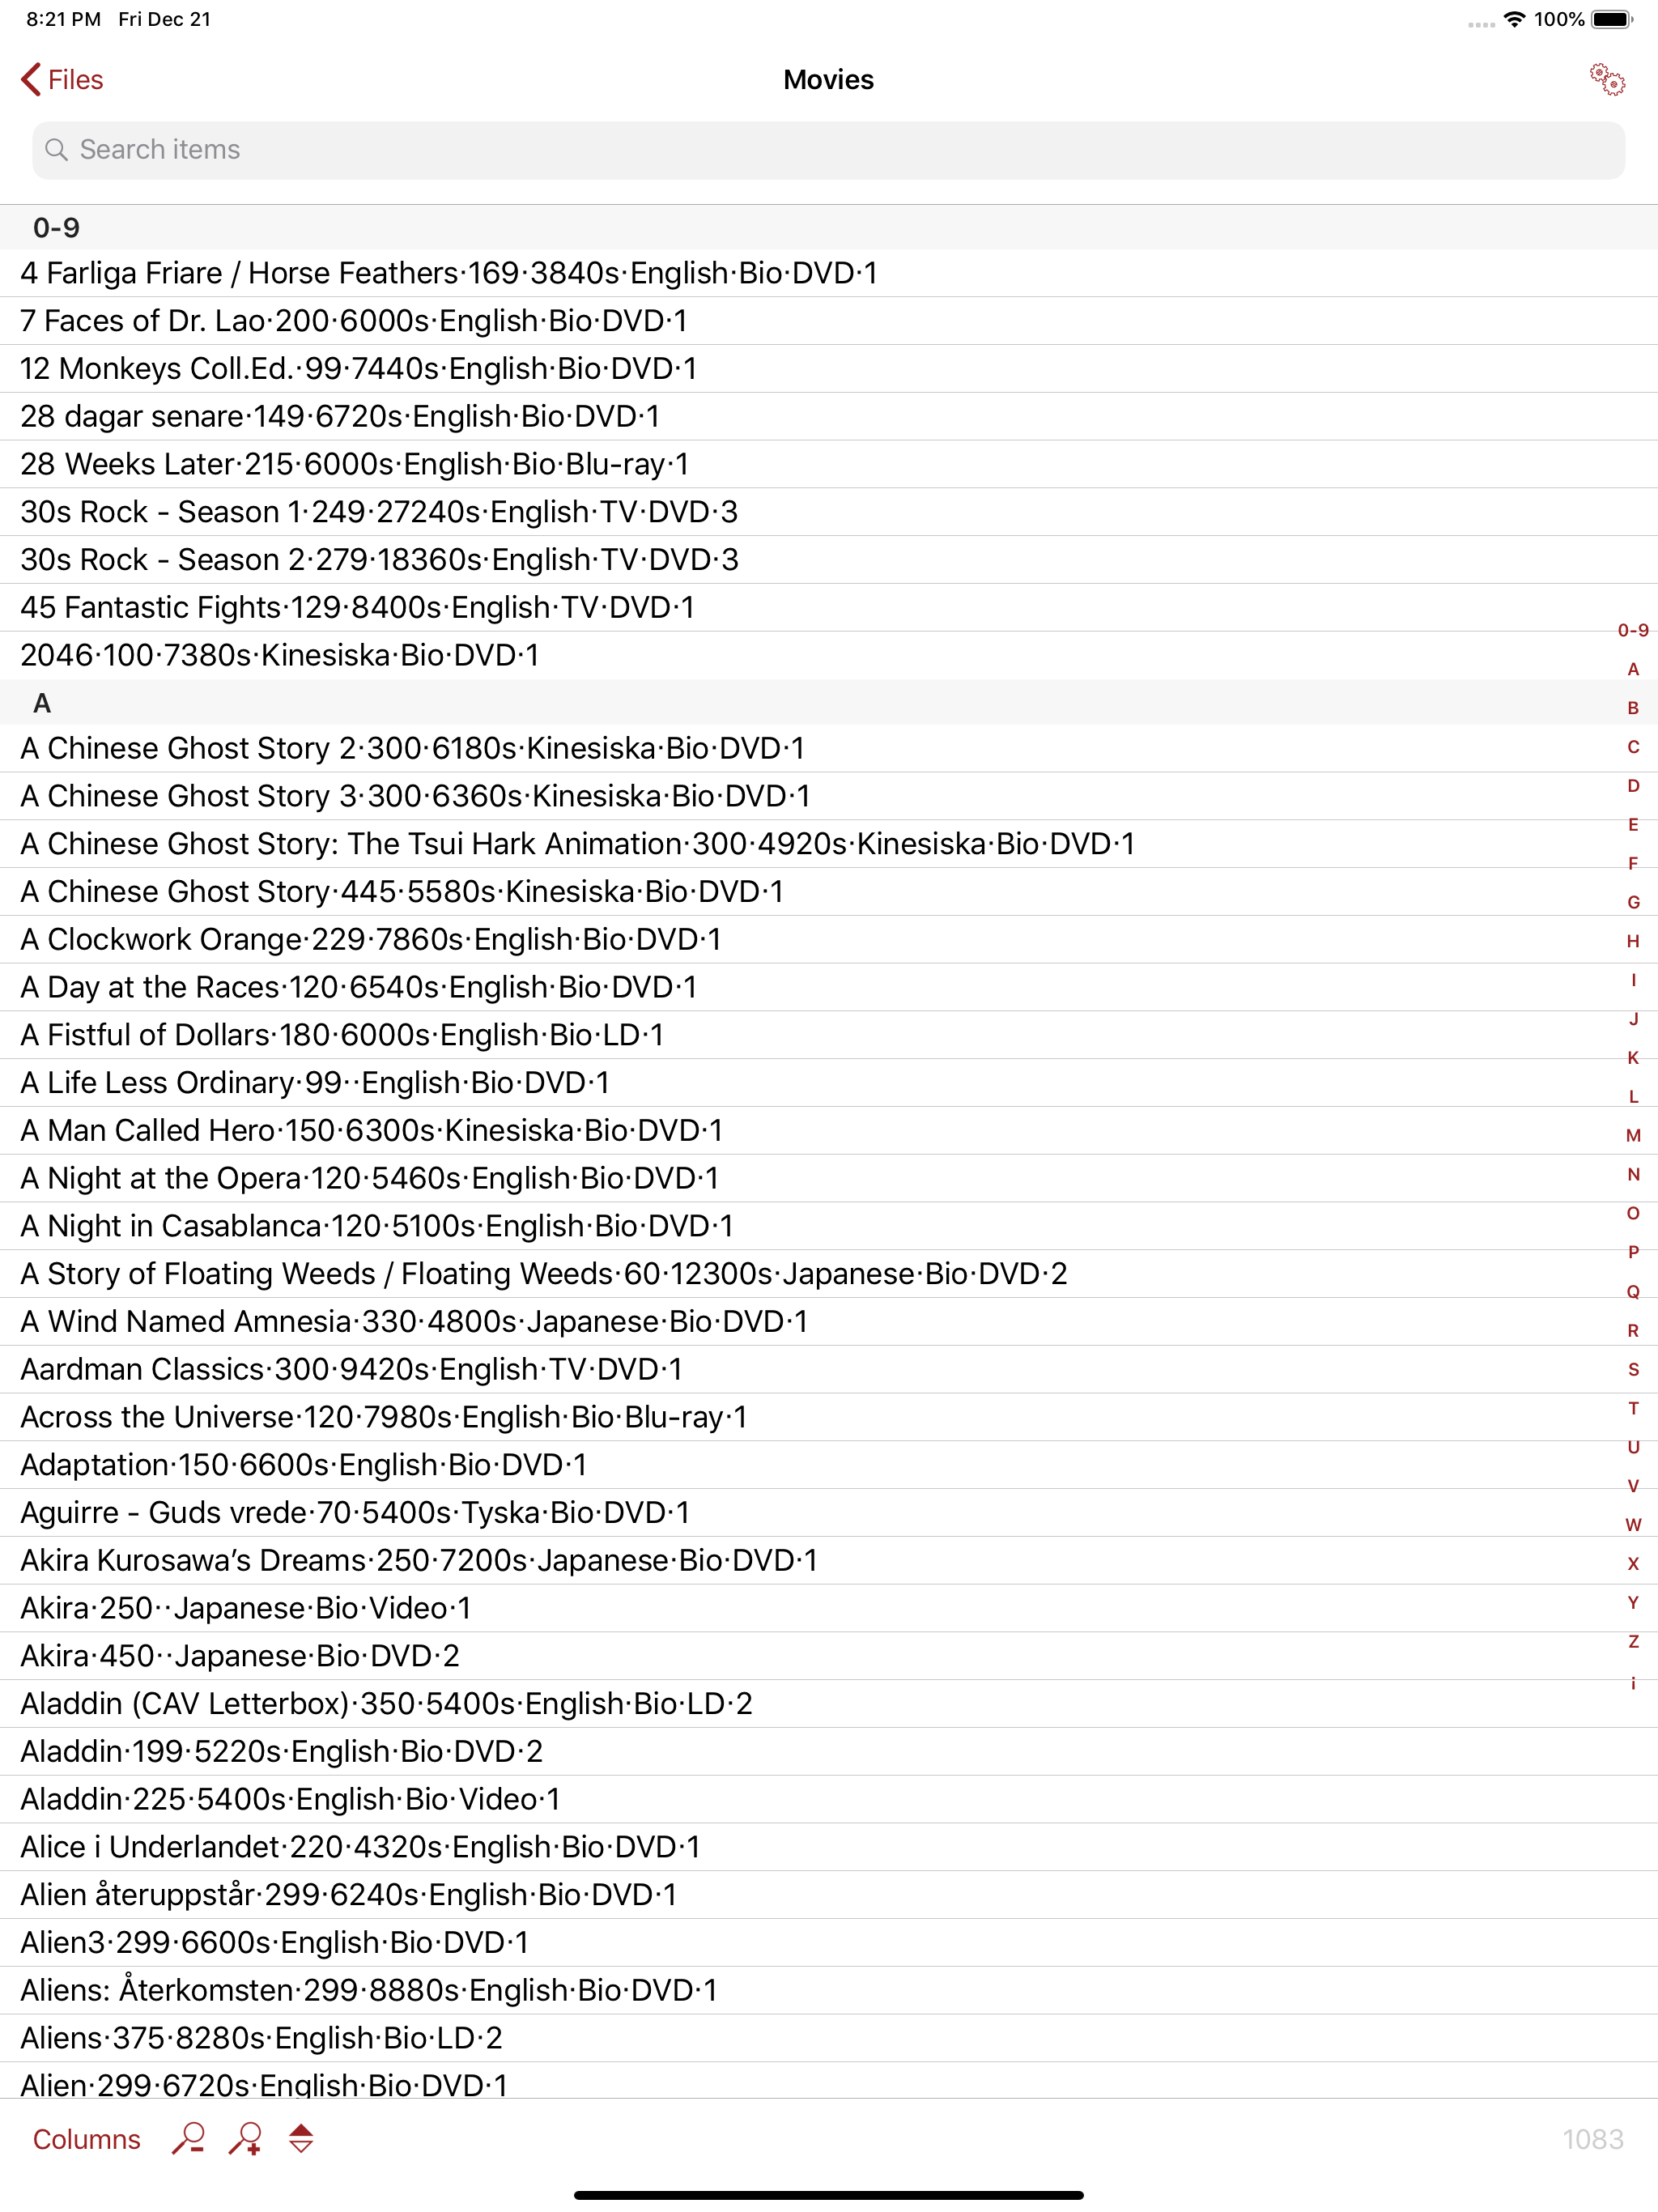 8:21 PM Fri Dec 21 100%
Files Movies
Search items
0-9
4 Farliga Friare / Horse Feathers·169·3840s·English·Bio·DVD·1
7 Faces of Dr. Lao·200·6000s·English·Bio·DVD·1
12 Monkeys Coll.Ed.·99·7440s·English·Bio·DVD·1
28 dagar senare·149·6720s·English·Bio·DVD·1
28 Weeks Later·215·6000s·English·Bio·Blu-ray·1
30s Rock - Season 1·249·27240s·English·TV·DVD·3
30s Rock - Season 2·279·18360s·English·TV·DVD·3
45 Fantastic Fights·129·8400s·English·TV·DVD·1
2046·100·7380s·Kinesiska·Bio·DVD·1
A
A Chinese Ghost Story 2·300·6180s·Kinesiska·Bio·DVD·1
A Chinese Ghost Story 3·300·6360s·Kinesiska·Bio·DVD·1
A Chinese Ghost Story: The Tsui Hark Animation·300·4920s·Kinesiska·Bio·DVD·1
A Chinese Ghost Story·445·5580s·Kinesiska·Bio·DVD·1
A Clockwork Orange·229·7860s·English·Bio·DVD·1
A Day at the Races·120·6540s·English·Bio·DVD·1
A Fistful of Dollars·180·6000s·English·Bio·LD·1
A Life Less Ordinary·99··English·Bio·DVD·1
A Man Called Hero·150·6300s·Kinesiska·Bio·DVD·1
A Night at the Opera·120·5460s·English·Bio·DVD·1
A Night in Casablanca·120·5100s·English·Bio·DVD·1
A Story of Floating Weeds / Floating Weeds·60·12300s·Japanese·Bio·DVD·2
A Wind Named Amnesia·330·4800s·Japanese·Bio·DVD·1
Aardman Classics·300·9420s·English·TV·DVD·1
Across the Universe·120·7980s·English·Bio·Blu-ray·1
Adaptation·150·6600s·English·Bio·DVD·1
Aguirre - Guds vrede·70·5400s·Tyska·Bio·DVD·1
Akira Kurosawa’s Dreams·250·7200s·Japanese·Bio·DVD·1
Akira·250··Japanese·Bio·Video·1
Akira·450··Japanese·Bio·DVD·2
Aladdin (CAV Letterbox)·350·5400s·English·Bio·LD·2
Aladdin·199·5220s·English·Bio·DVD·2
Aladdin·225·5400s·English·Bio·Video·1
Alice i Underlandet·220·4320s·English·Bio·DVD·1
Alien återuppstår·299·6240s·English·Bio·DVD·1
Alien3·299·6600s·English·Bio·DVD·1
Aliens: Återkomsten·299·8880s·English·Bio·DVD·1
Aliens·375·8280s·English·Bio·LD·2
Alien·299·6720s·English·Bio·DVD·1
0-9
A
B
C
D
E
F
G
H
I
J
K
L
M
N
O
P
Q
R
S
T
U
V
W
X
Y
Z
¡
Columns 1083